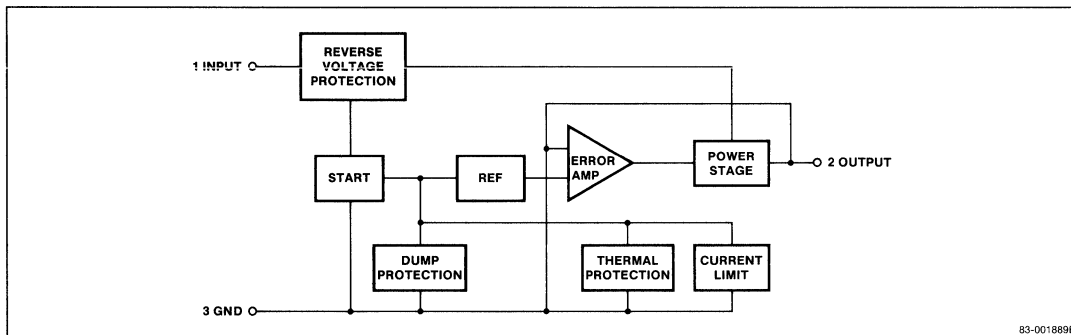 REVERSE
VOLTAGE
PROTECTION
1 INPUT
START
REF
ERROR
AMP
POWER
STAGE
2 OUTPUT
DUMP
PROTECTION
THERMAL
PROTECTION
CURRENT
LIMIT
3 GND